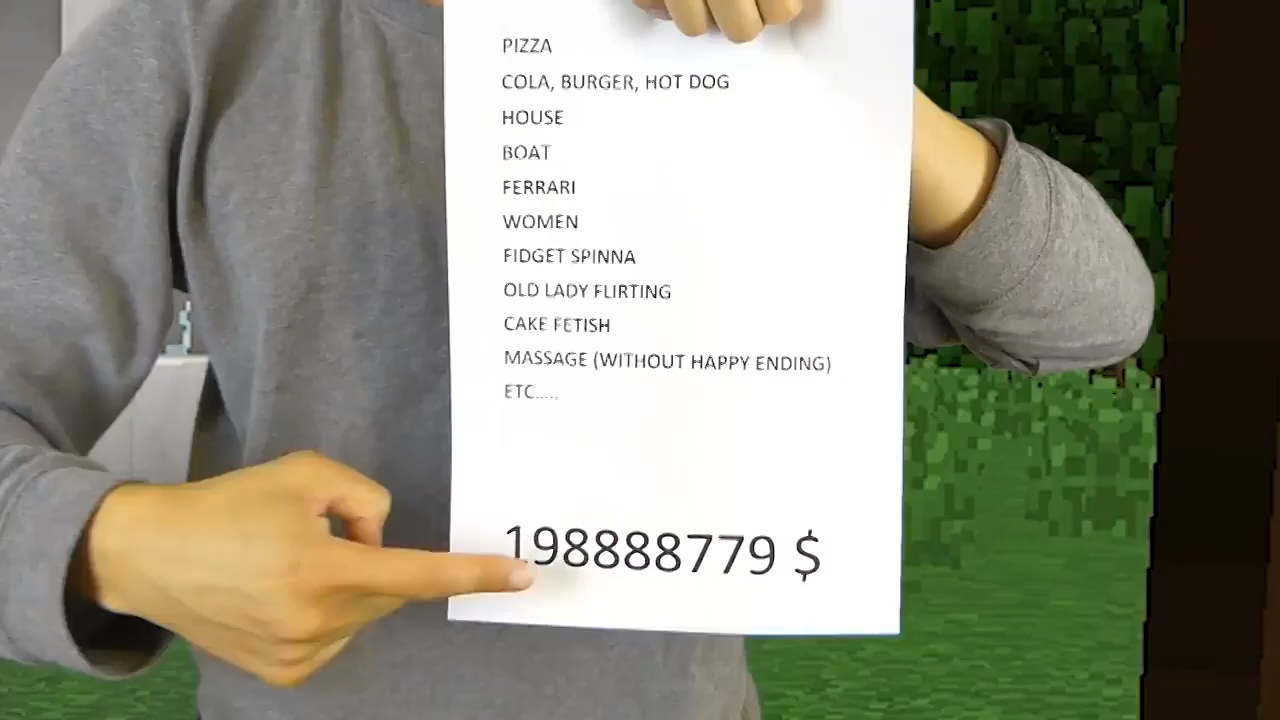 PIZZA
COLA, BURGER, HOT DOG
HOUSE
BOAT
FERRARI
WOMEN
FIDGET SPINNA
OLD LADY FLIRTING
CAKE FETISH
MASSAGE (WITHOUT HAPPY ENDING)
ETC.....
198888779 $